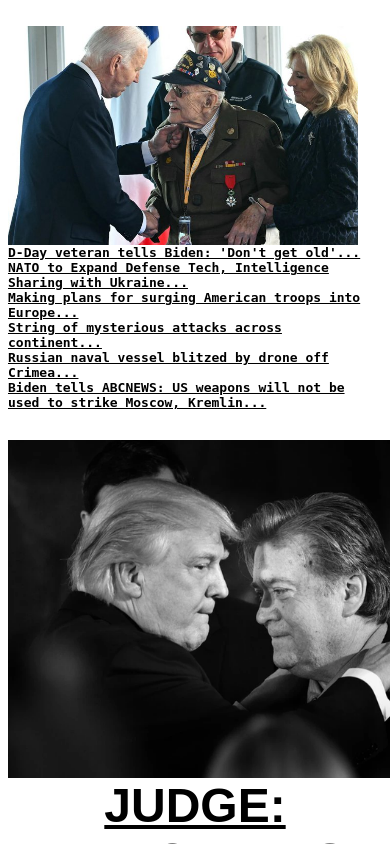 D-Day veteran tells Biden: 'Don't get old'...
NATO to Expand Defense Tech, Intelligence
Sharing with Ukraine...
Making plans for surging American troops into
Europe...
String of mysterious attacks across
continent...
Russian naval vessel blitzed by drone off
Crimea...
Biden tells ABCNEWS: US weapons will not be
used to strike Moscow, Kremlin...
JUDGE: